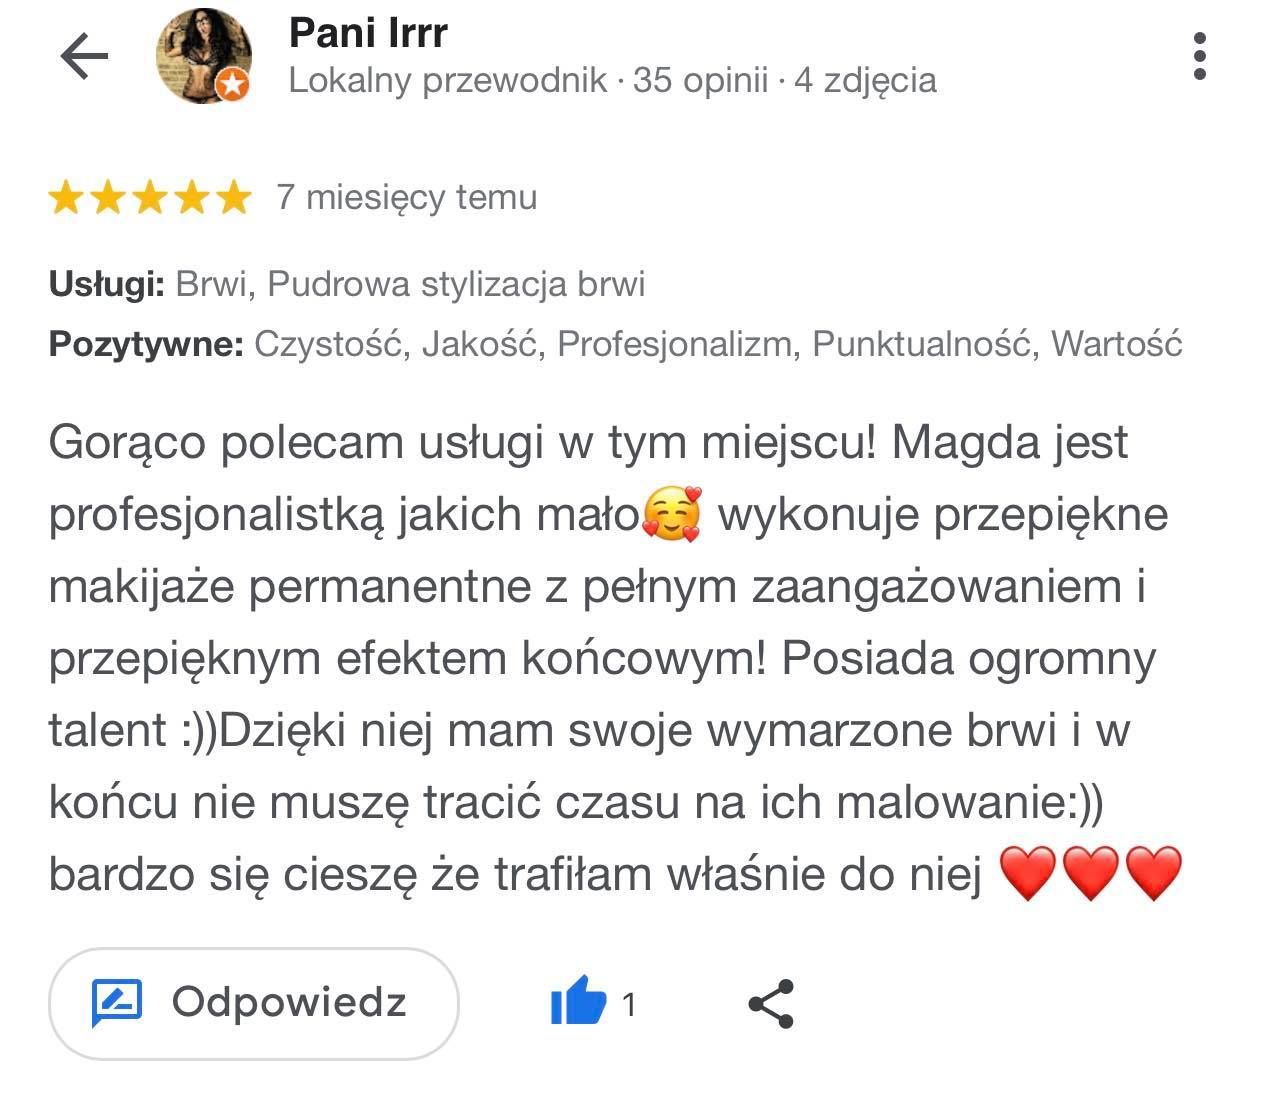 Pani Irrr
Lokalny przewodnik · 35 opinii · 4 zdjęcia
7 miesięcy temu
Usługi: Brwi, Pudrowa stylizacja brwi
Pozytywne: Czystość, Jakość, Profesjonalizm, Punktualność, Wartość
Gorąco polecam usługi w tym miejscu! Magda jest
profesjonalistką jakich mało🥰 wykonuje przepiękne
makijaże permanentne z pełnym zaangażowaniem i
przepięknym efektem końcowym! Posiada ogromny
talent :))Dzięki niej mam swoje wymarzone brwi i w
końcu nie muszę tracić czasu na ich malowanie:))
bardzo się cieszę że trafiłam właśnie do niej ❤️❤️❤️
Odpowiedz
1